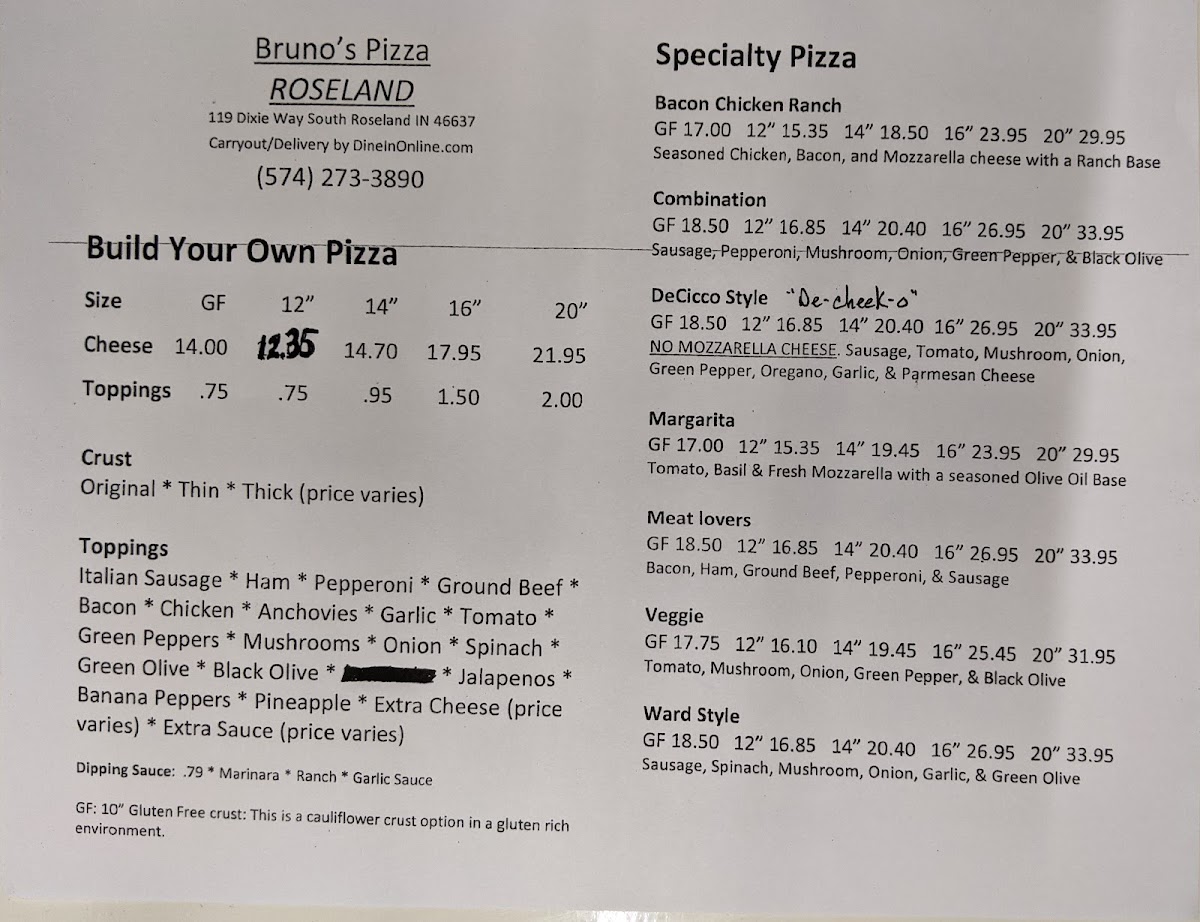 Bruno's Pizza
ROSELAND
119 Dixie Way South Roseland IN 46637
Carryout/Delivery by DineInOnline.com
(574) 273-3890
Build Your Own Pizza
Size GF 12" 14" 16" 20"
Cheese 14.00 12.35 14.70 17.95 21.95
Toppings .75 .75 .95 1.50 2.00
Crust
Original * Thin * Thick (price varies)
Toppings
Italian Sausage * Ham * Pepperoni * Ground Beef *
Bacon * Chicken * Anchovies * Garlic * Tomato *
Green Peppers * Mushrooms * Onion * Spinach *
Green Olive * Black Olive * * Jalapenos *
Banana Peppers * Pineapple * Extra Cheese (price
varies) * Extra Sauce (price varies)
Dipping Sauce: .79 * Marinara * Ranch * Garlic Sauce
GF: 10" Gluten Free crust: This is a cauliflower crust option in a gluten rich
environment.
Specialty Pizza
Bacon Chicken Ranch
GF 17.00 12" 15.35 14" 18.50 16" 23.95 20" 29.95
Seasoned Chicken, Bacon, and Mozzarella cheese with a Ranch Base
Combination
GF 18.50 12" 16.85 14" 20.40 16" 26.95 20" 33.95
Sausage, Pepperoni, Mushroom, Onion, Green Pepper, & Black Olive
DeCicco Style "De-cheek-o"
GF 18.50 12" 16.85 14" 20.40 16" 26.95 20" 33.95
NO MOZZARELLA CHEESE. Sausage, Tomato, Mushroom, Onion,
Green Pepper, Oregano, Garlic, & Parmesan Cheese
Margarita
GF 17.00 12" 15.35 14" 19.45 16" 23.95 20" 29.95
Tomato, Basil & Fresh Mozzarella with a seasoned Olive Oil Base
Meat lovers
GF 18.50 12" 16.85 14" 20.40 16" 26.95 20" 33.95
Bacon, Ham, Ground Beef, Pepperoni, & Sausage
Veggie
GF 17.75 12" 16.10 14" 19.45 16" 25.45 20" 31.95
Tomato, Mushroom, Onion, Green Pepper, & Black Olive
Ward Style
GF 18.50 12" 16.85 14" 20.40 16" 26.95 20" 33.95
Sausage, Spinach, Mushroom, Onion, Garlic, & Green Olive